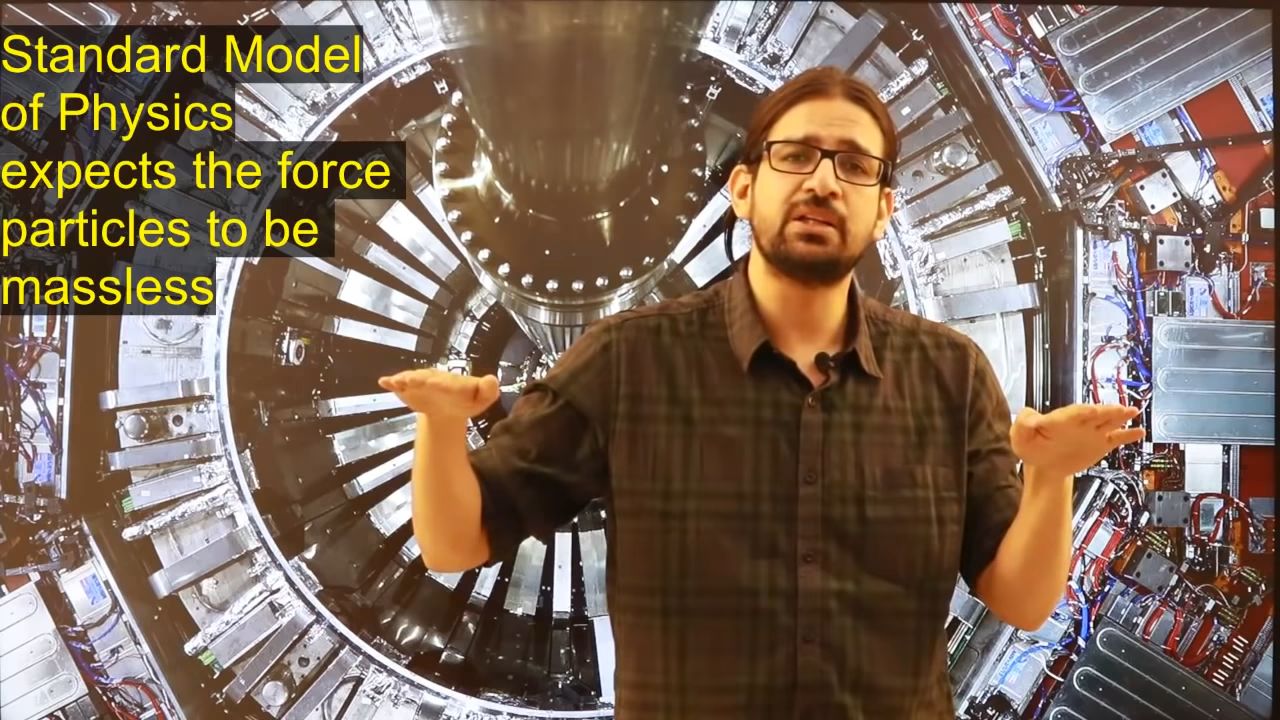 Standard Model
of Physics
expects the force
particles to be
massless